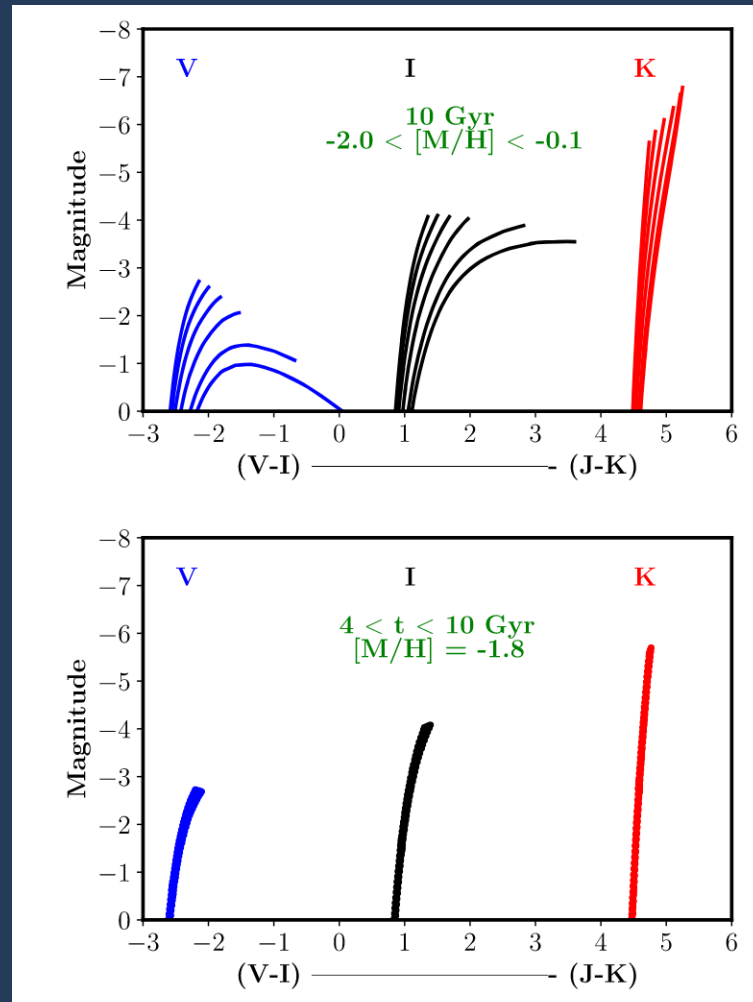 −8
−7
−6
−5
−4
−3
−2
−1
0
Magnitude
V I K
10 Gyr
-2.0 < [M/H] < -0.1
−3 −2 −1 0 1 2 3 4 5 6
(V-I) ———————- (J-K)
−8
−7
−6
−5
−4
−3
−2
−1
0
Magnitude
V I K
4 < t < 10 Gyr
[M/H] = -1.8
−3 −2 −1 0 1 2 3 4 5 6
(V-I) ———————- (J-K)